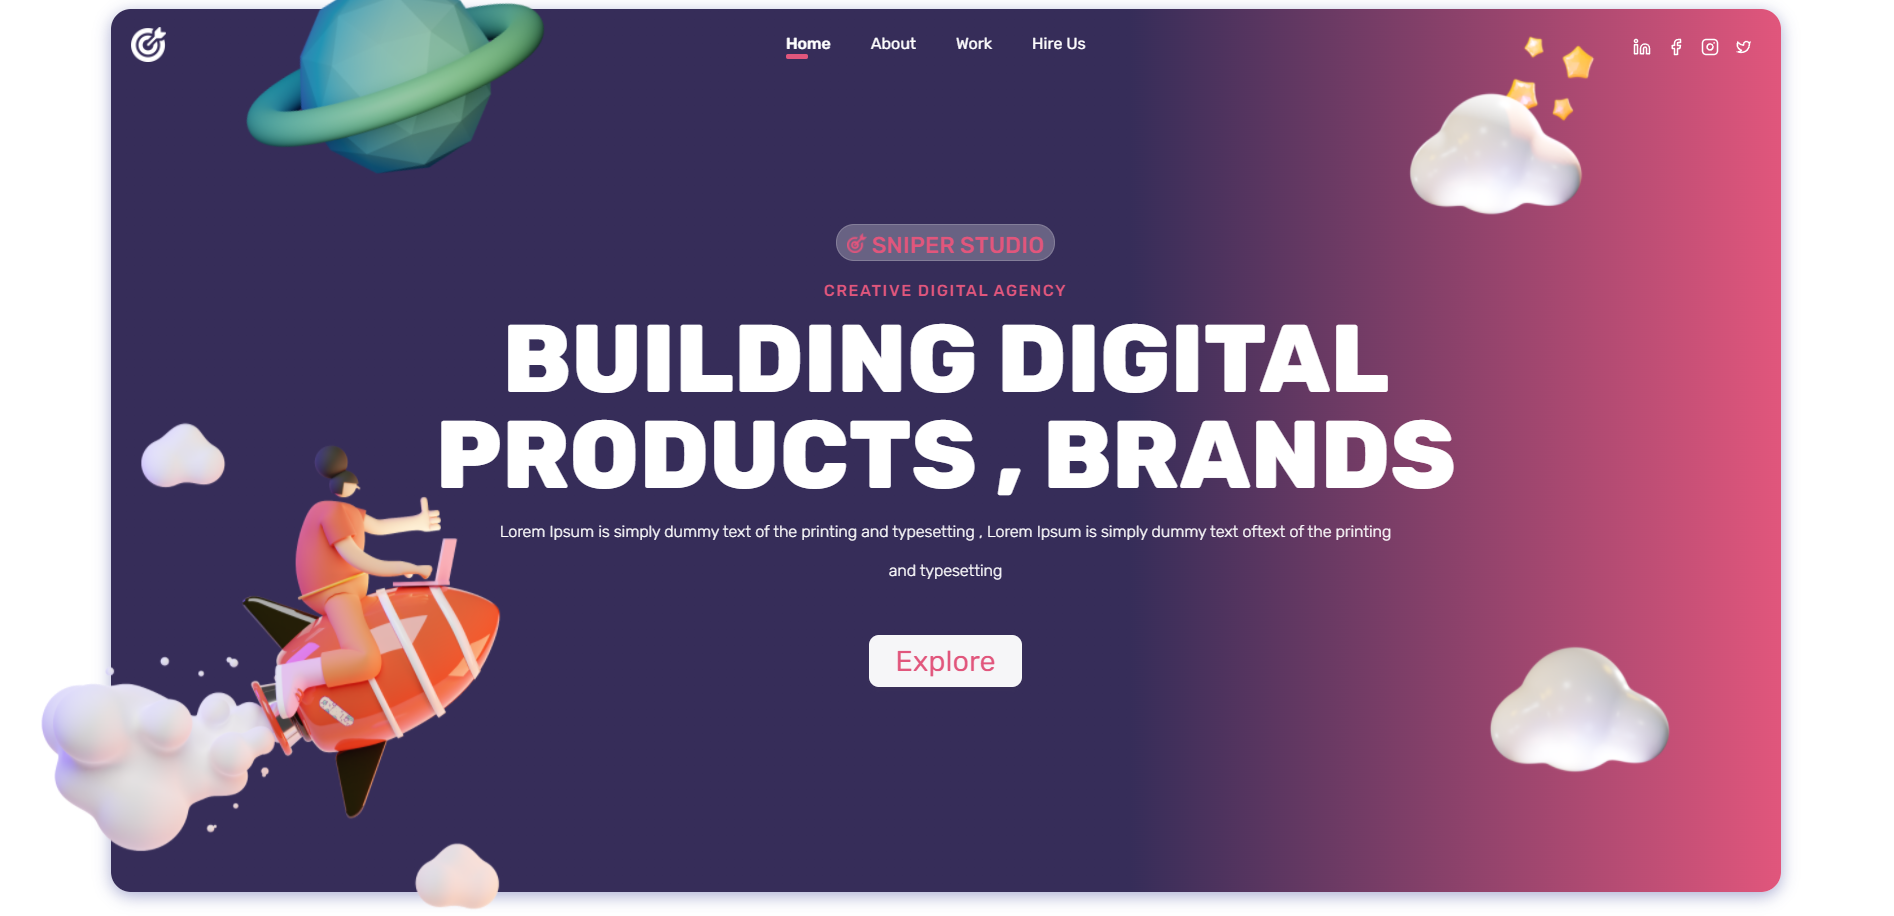 Home About Work Hire Us
SNIPER STUDIO
CREATIVE DIGITAL AGENCY
BUILDING DIGITAL
PRODUCTS , BRANDS
Lorem Ipsum is simply dummy text of the printing and typesetting , Lorem Ipsum is simply dummy text oftext of the printing
and typesetting
Explore